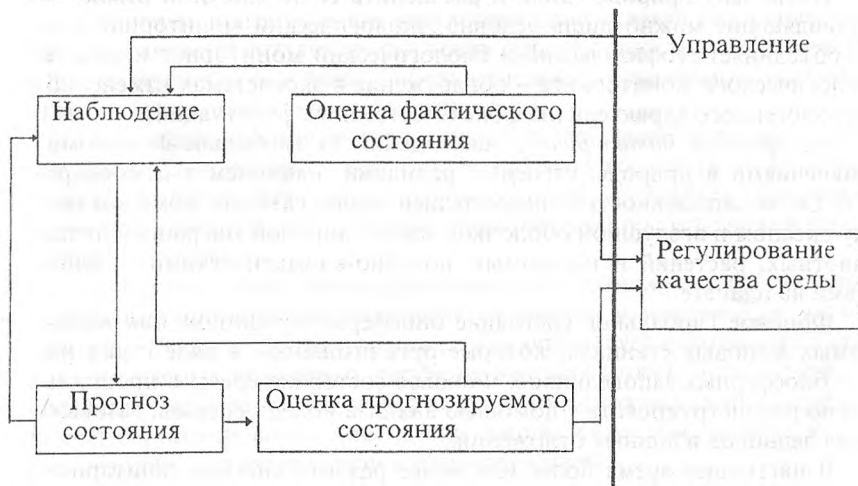 Управление
Наблюдение
Оценка фактического
состояния
Регулирование
качества среды
Прогноз
состояния
Оценка прогнозируемого
состояния